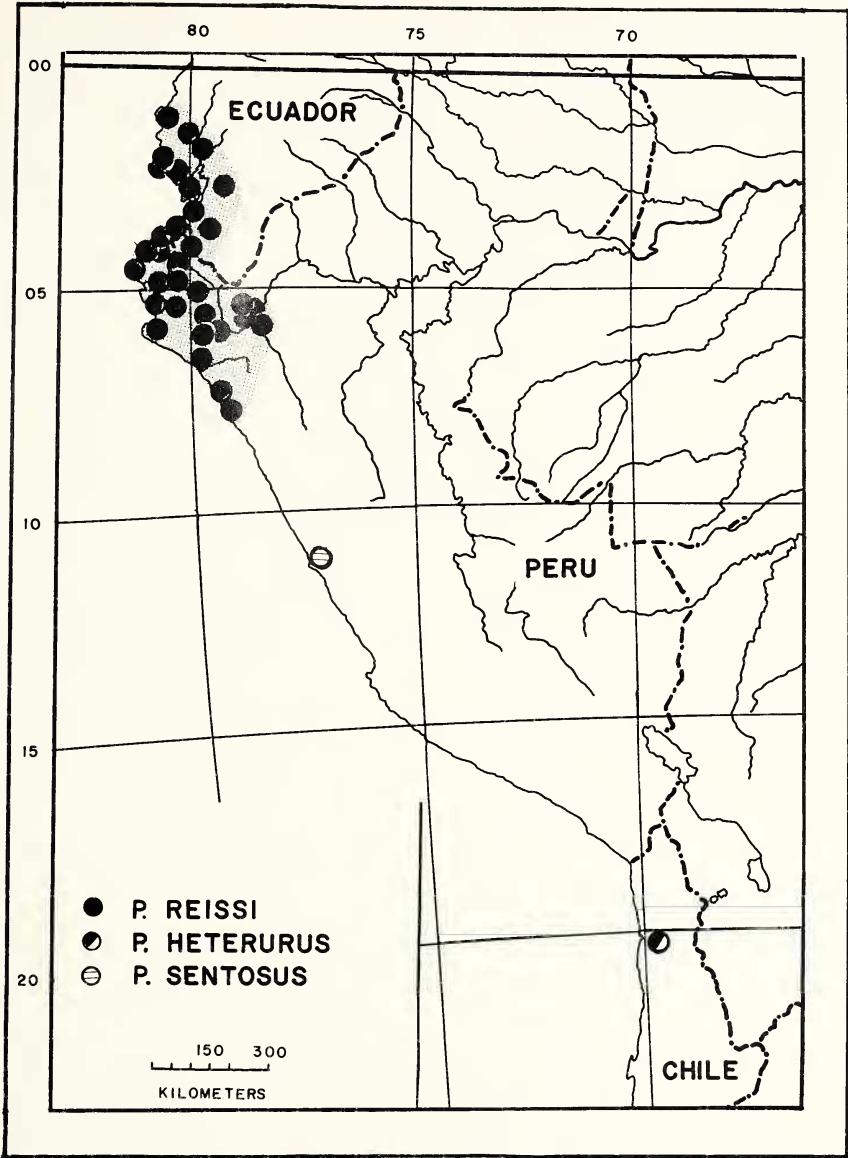 80 75 70
00
ECUADOR
05
10
PERU
15
P. REISSI
P. HETERURUS
P. SENTOSUS
20
150 300
KILOMETERS
CHILE